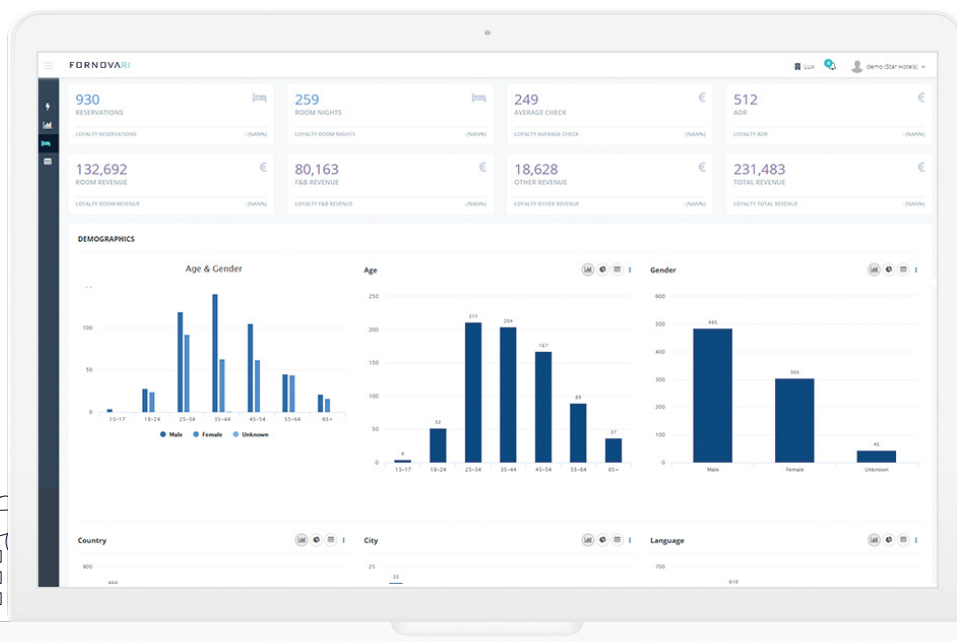 FORNOVARI
Lux
demo (Star Hotels)
930
RESERVATIONS
LOYALTY RESERVATIONS
- (NAN%)
259
ROOM NIGHTS
LOYALTY ROOM NIGHTS
- (NAN%)
249
€
AVERAGE CHECK
LOYALTY AVERAGE CHECK
- (NAN%)
512
€
ADR
LOYALTY ADR
- (NAN%)
132,692
€
ROOM REVENUE
LOYALTY ROOM REVENUE
- (NAN%)
80,163
€
F&B REVENUE
LOYALTY F&B REVENUE
- (NAN%)
18,628
€
OTHER REVENUE
LOYALTY OTHER REVENUE
- (NAN%)
231,483
€
TOTAL REVENUE
LOYALTY TOTAL REVENUE
- (NAN%)
DEMOGRAPHICS
Age & Gender
100
50
0
13-17 18-24 25-34 35-44 45-54 55-64 65+
Male Female Unknown
Age
250
200
150
100
50
0
4
52
211
204
167
89
37
13-17 18-24 25-34 35-44 45-54 55-64 65+
Gender
600
500
400
300
200
100
0
485
305
45
Male Female Unknown
Country
800
City
25
22
Language
700